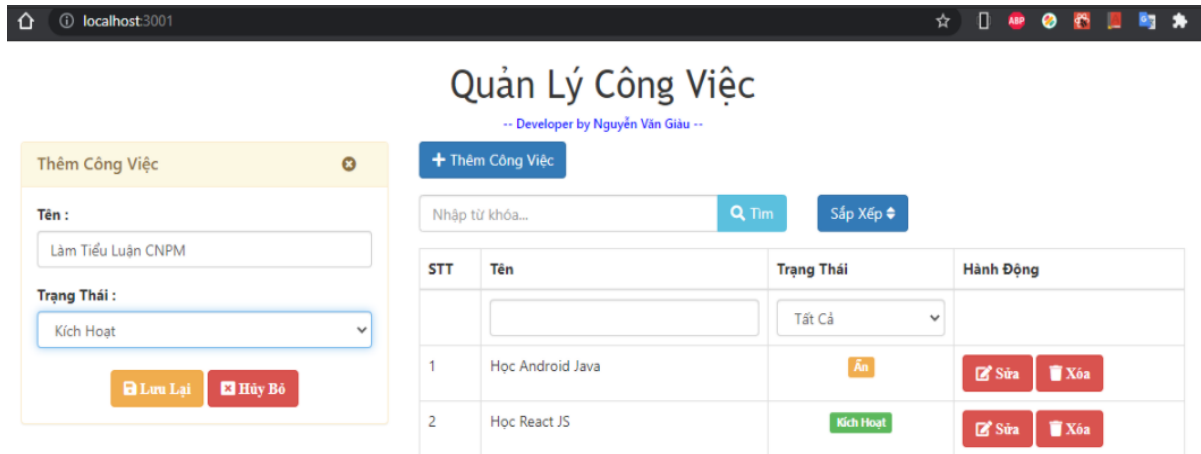 localhost:3001
ABP
Quản Lý Công Việc
-- Developer by Nguyễn Văn Giàu --
Thêm Công Việc
Tên :
Làm Tiểu Luận CNPM
Trạng Thái :
Kích Hoạt
Lưu Lại Hủy Bỏ
Thêm Công Việc
Nhập từ khóa... Tìm Sắp Xếp
STT Tên Trạng Thái Hành Động
Tất Cả
1 Học Android Java Ẩn Sửa Xóa
2 Học React JS Kích Hoạt Sửa Xóa